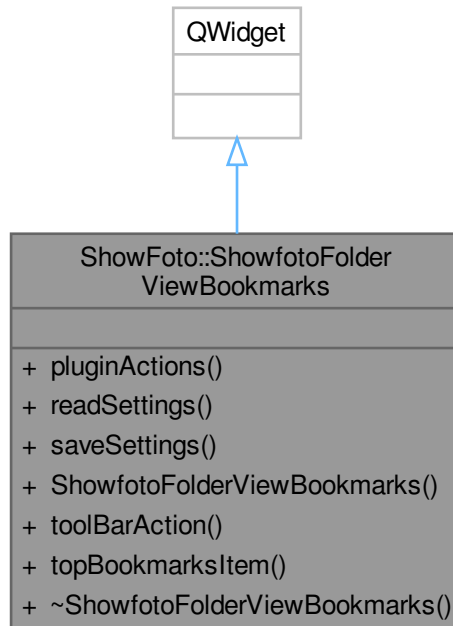 QWidget
ShowFoto::ShowfotoFolder
ViewBookmarks
+ pluginActions()
+ readSettings()
+ saveSettings()
+ ShowfotoFolderViewBookmarks()
+ toolBarAction()
+ topBookmarksItem()
+ ~ShowfotoFolderViewBookmarks()